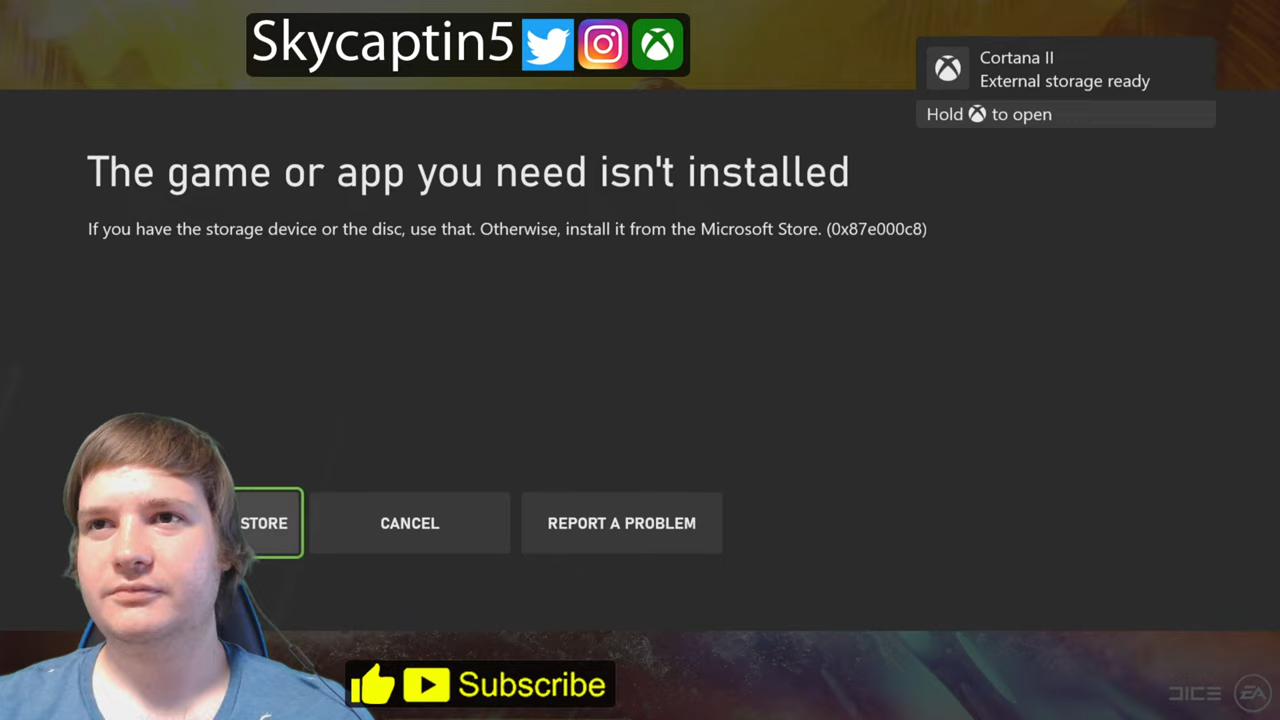 Skycaptin5
Cortana II
External storage ready
Hold to open
The game or app you need isn't installed
If you have the storage device or the disc, use that. Otherwise, install it from the Microsoft Store. (0x87e000c8)
STORE
CANCEL
REPORT A PROBLEM
Subscribe
DICE
EA